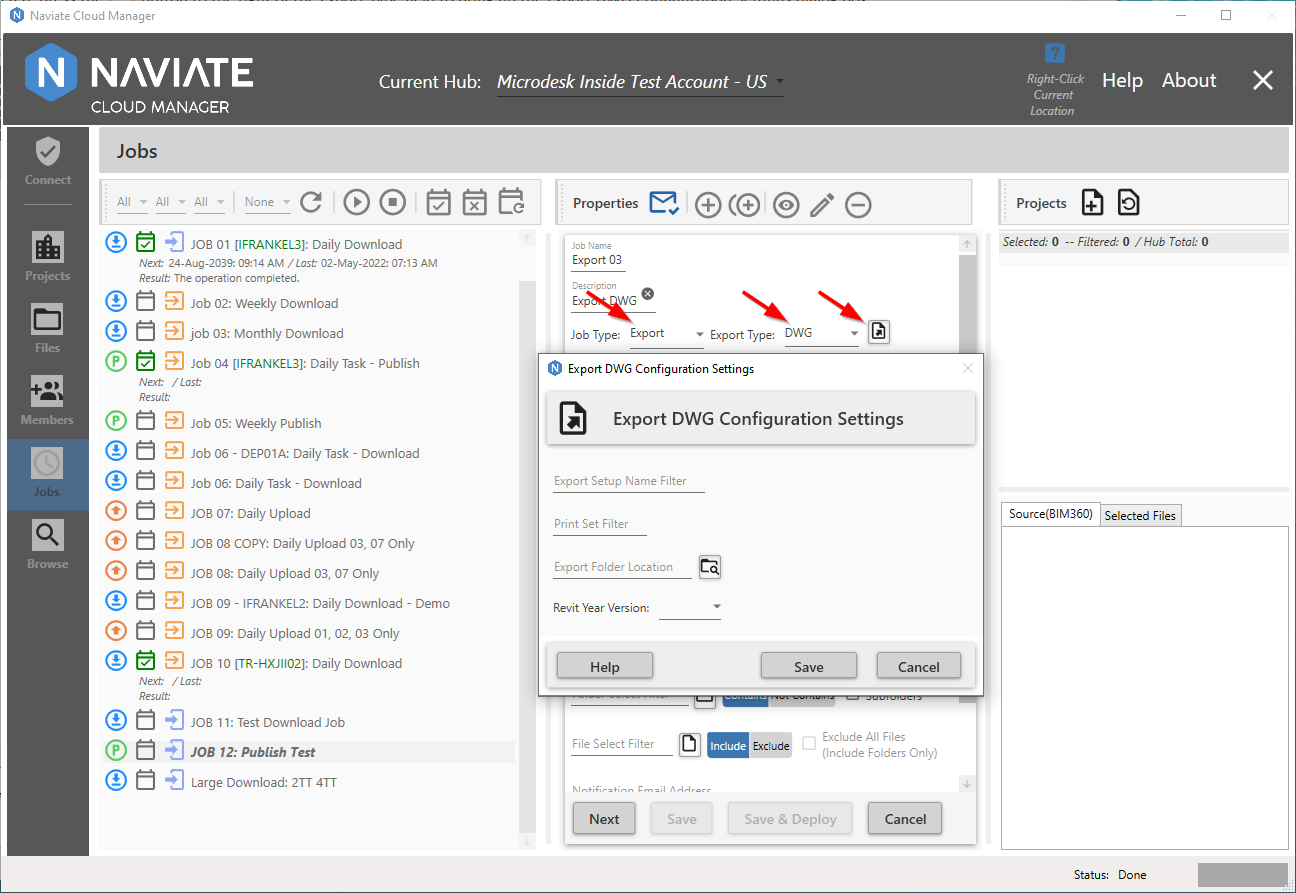 Naviate Cloud Manager
NAVIATE
CLOUD MANAGER
Current Hub: Microdesk Inside Test Account - US
?
Right-Click
Current
Location
Help
About
Connect
Projects
Files
Members
Jobs
Browse
Jobs
All
All
All
None
JOB 01 [IFRANKEL3]: Daily Download
Next: 24-Aug-2039: 09:14 AM / Last: 02-May-2022: 07:13 AM
Result: The operation completed.
Job 02: Weekly Download
job 03: Monthly Download
P
Job 04 [IFRANKEL3]: Daily Task - Publish
Next: / Last:
Result:
P
Job 05: Weekly Publish
Job 06 - DEP01A: Daily Task - Download
Job 06: Daily Task - Download
JOB 07: Daily Upload
JOB 08 COPY: Daily Upload 03, 07 Only
JOB 08: Daily Upload 03, 07 Only
JOB 09 - IFRANKEL2: Daily Download - Demo
JOB 09: Daily Upload 01, 02, 03 Only
JOB 10 [TR-HXJII02]: Daily Download
Next: / Last:
Result:
JOB 11: Test Download Job
P
JOB 12: Publish Test
Large Download: 2TT 4TT
Properties
Job Name
Export 03
Description
Export DWG
Job Type: Export
Export Type: DWG
Export DWG Configuration Settings
Export DWG Configuration Settings
Export Setup Name Filter
Print Set Filter
Export Folder Location
Revit Year Version:
Help
Save
Cancel
Folder Select Filter
Contains
Not Contains
Subfolders
File Select Filter
Include
Exclude
Exclude All Files
(Include Folders Only)
Notification Email Address
Next
Save
Save & Deploy
Cancel
Projects
Selected: 0 -- Filtered: 0 / Hub Total: 0
Source(BIM360)
Selected Files
Status: Done